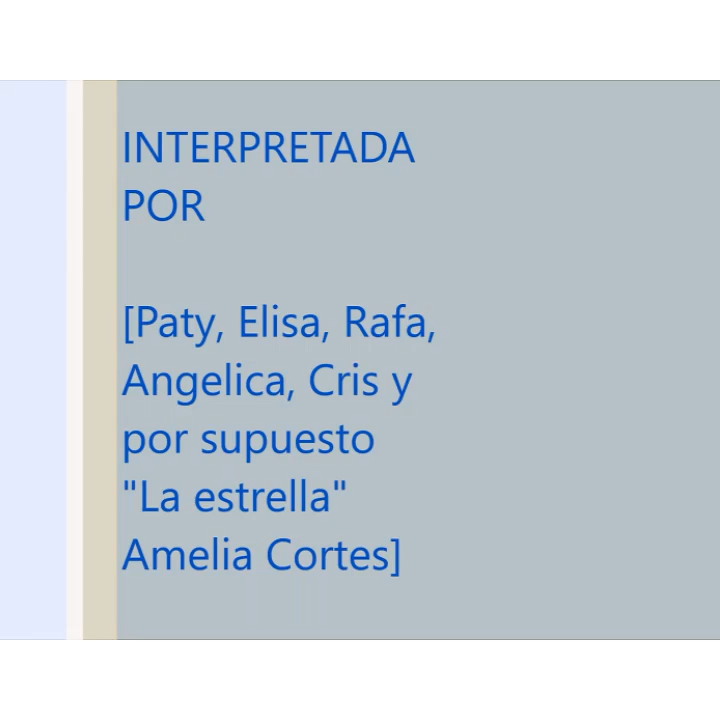 INTERPRETADA
POR
[Paty, Elisa, Rafa,
Angelica, Cris y
por supuesto
"La estrella"
Amelia Cortes]